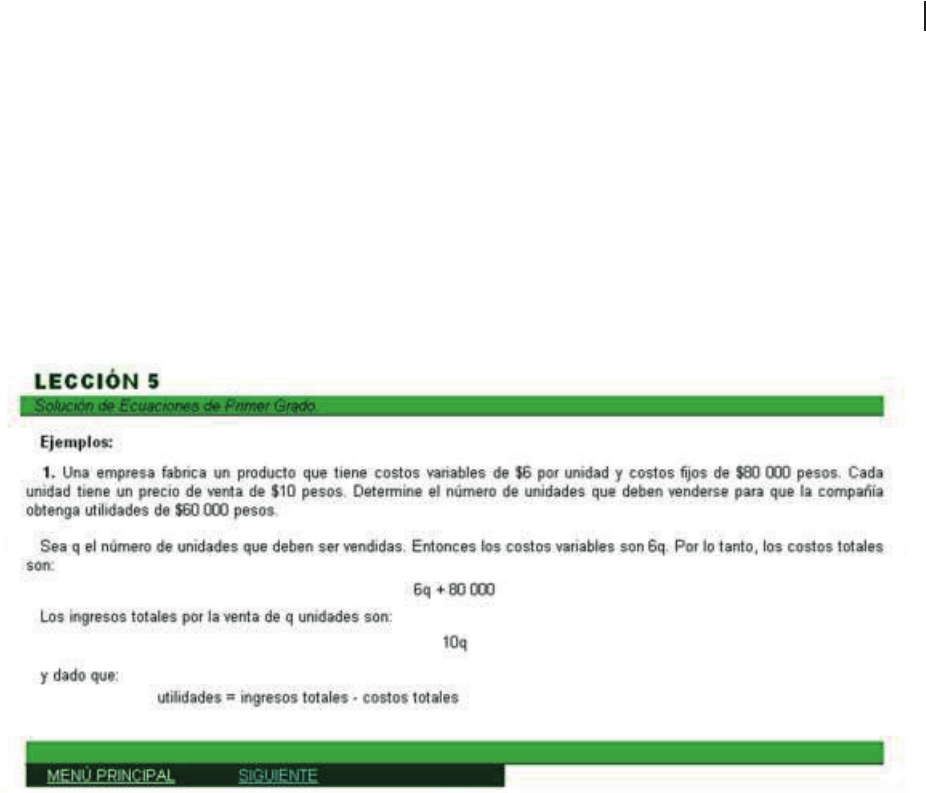 LECCIÓN 5
Solución de Ecuaciones de Primer Grado.
Ejemplos:
1. Una empresa fabrica un producto que tiene costos variables de $6 por unidad y costos fijos de $80 000 pesos. Cada
unidad tiene un precio de venta de $10 pesos. Determine el número de unidades que deben venderse para que la compañía
obtenga utilidades de $60 000 pesos.
Sea q el número de unidades que deben ser vendidas. Entonces los costos variables son 6q. Por lo tanto, los costos totales
son:
6q + 80 000
Los ingresos totales por la venta de q unidades son:
10q
y dado que:
utilidades = ingresos totales - costos totales
MENÚ PRINCIPAL SIGUIENTE